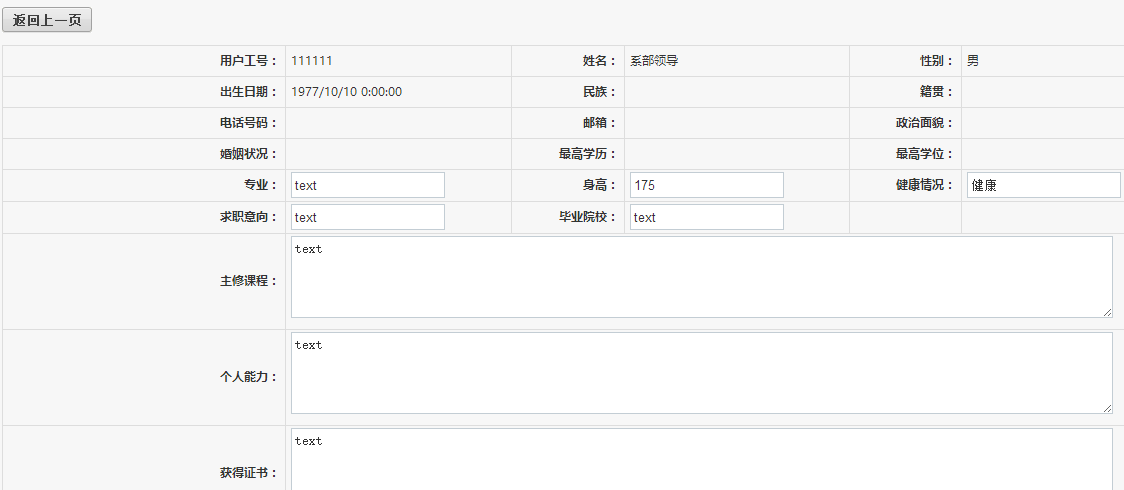 返回上一页
用户工号： 111111 姓名： 系部领导 性别： 男
出生日期： 1977/10/10 0:00:00 民族： 籍贯：
电话号码： 邮箱： 政治面貌：
婚姻状况： 最高学历： 最高学位：
专业： text 身高： 175 健康情况： 健康
求职意向： text 毕业院校： text
主修课程： text
个人能力： text
获得证书： text